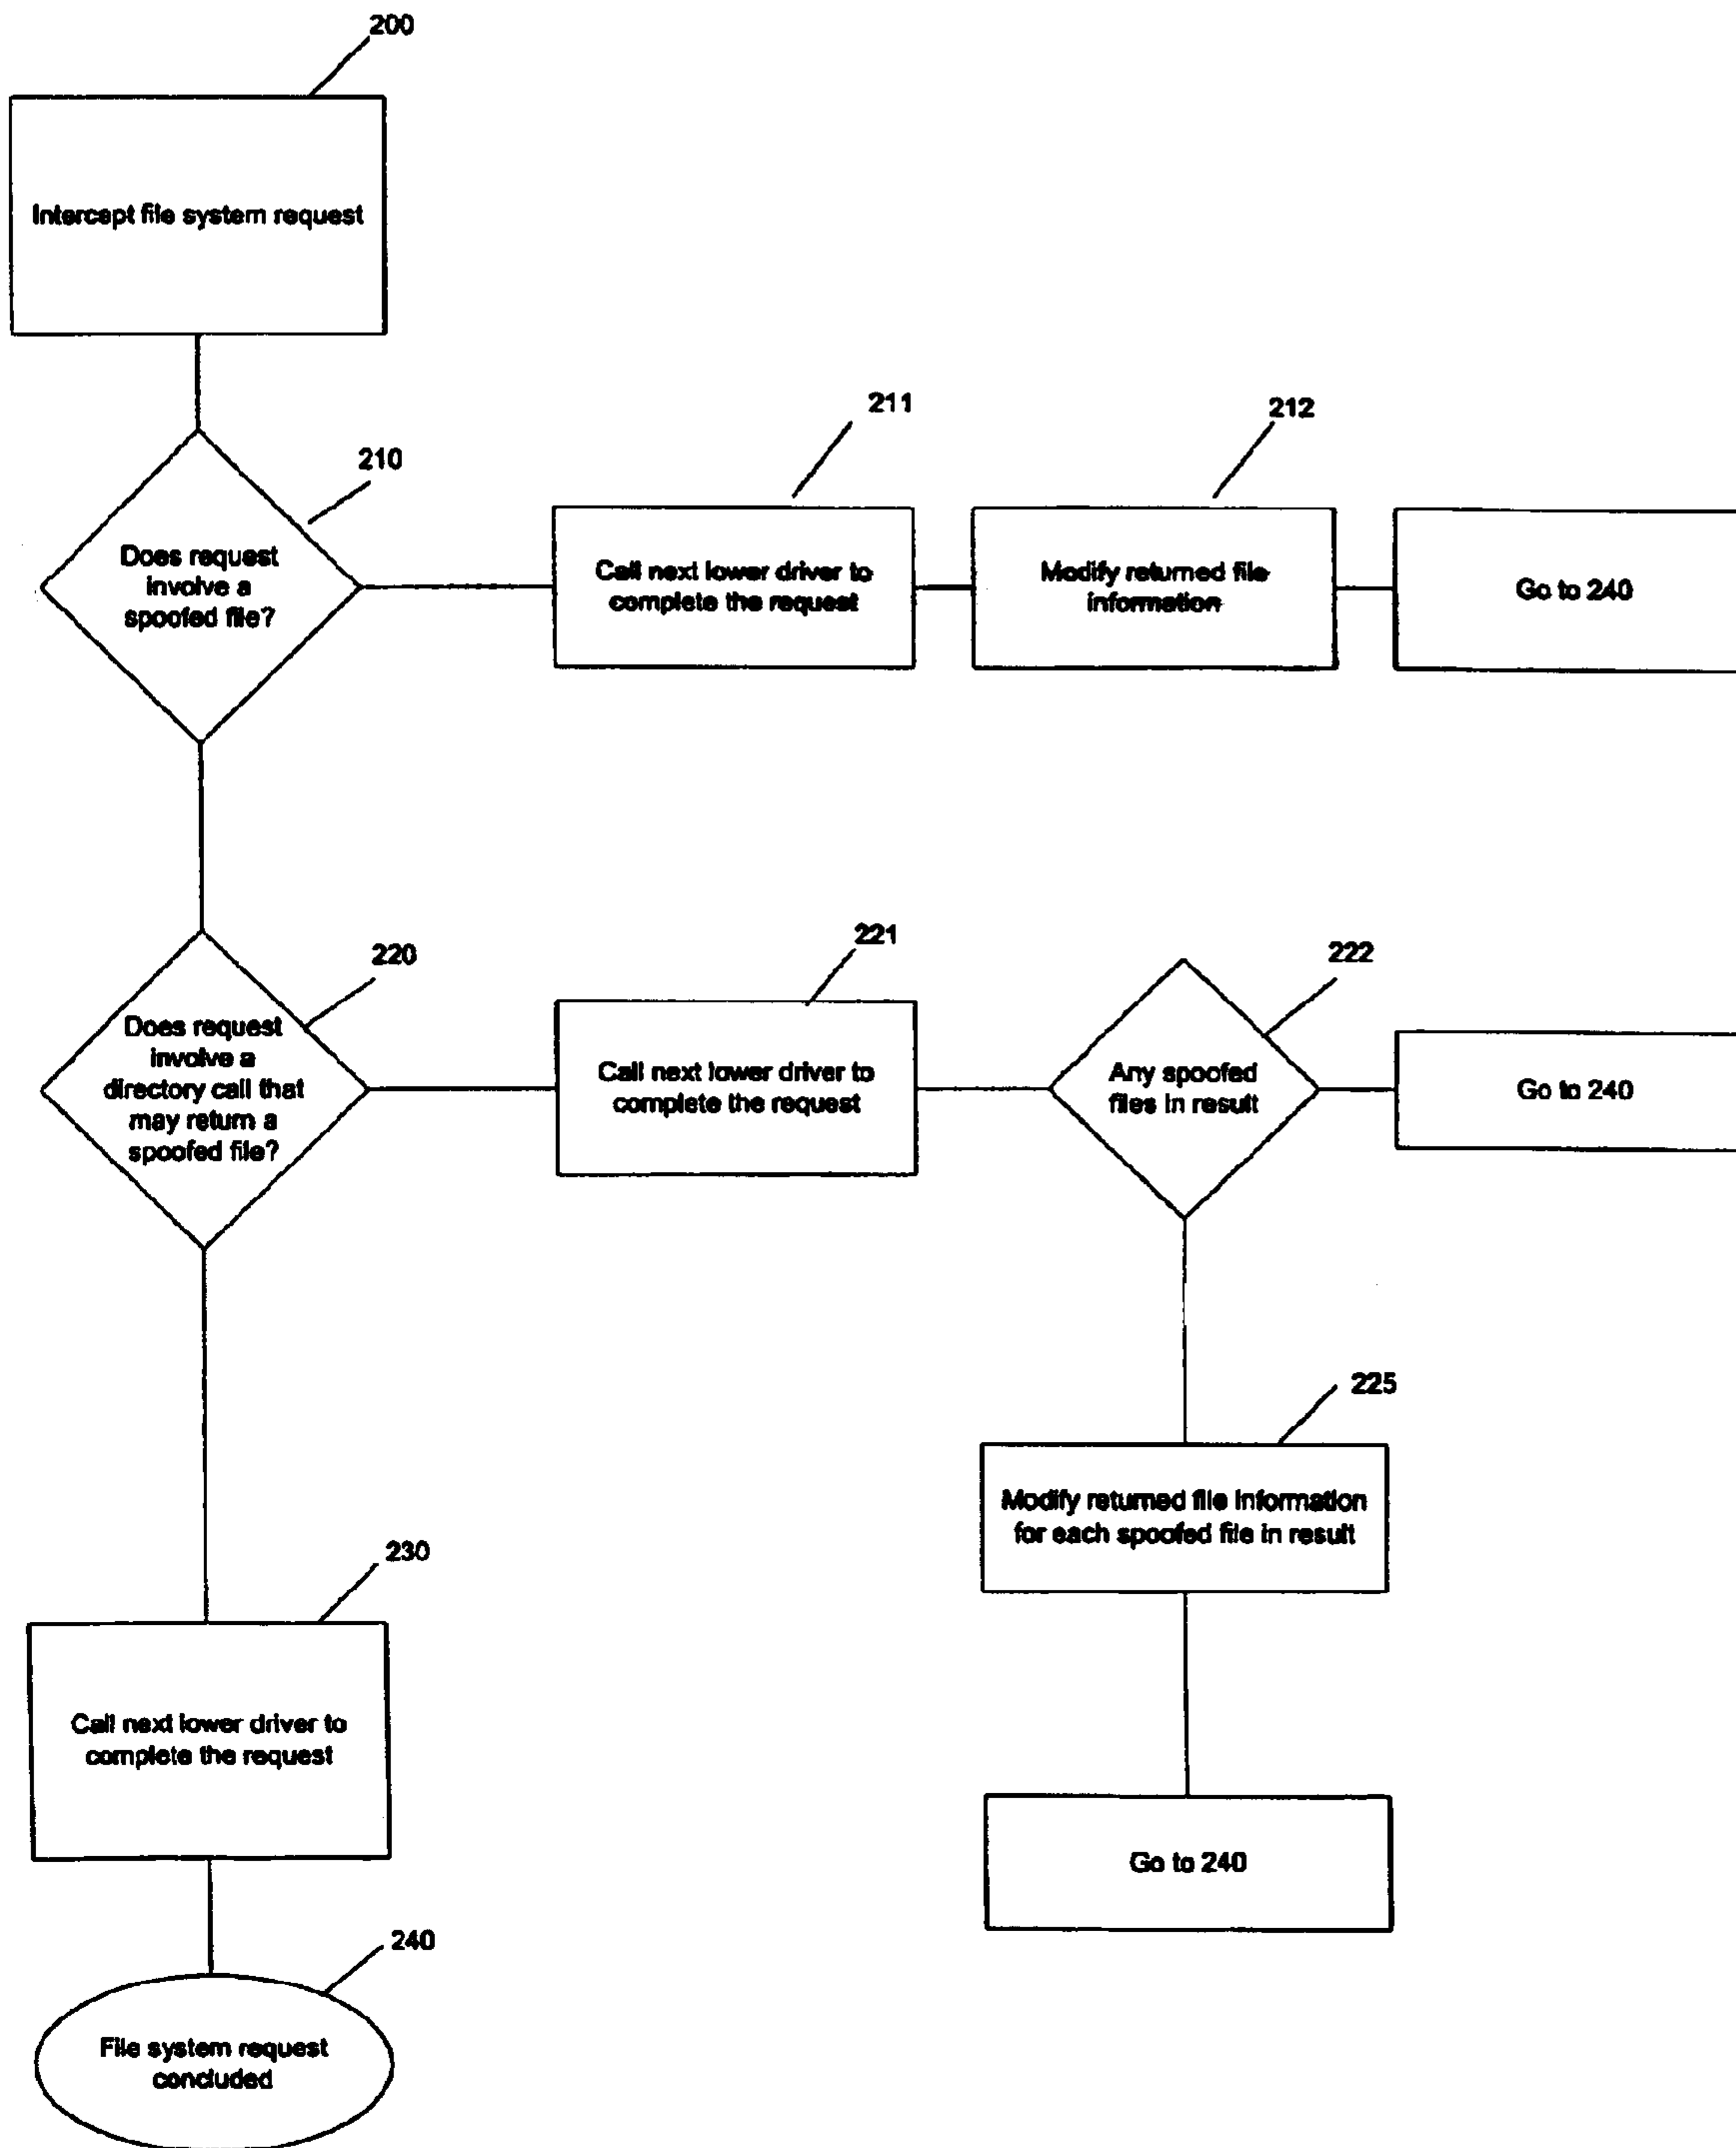 200
Intercept file system request
210
Does request
involve a
spoofed file?
211
Call next lower driver to
complete the request
212
Modify returned file
information
Go to 240
220
Does request
involve a
directory call that
may return a
spoofed file?
221
Call next lower driver to
complete the request
222
Any spoofed
files in result
Go to 240
225
Modify returned file information
for each spoofed file in result
Go to 240
230
Call next lower driver to
complete the request
240
File system request
concluded